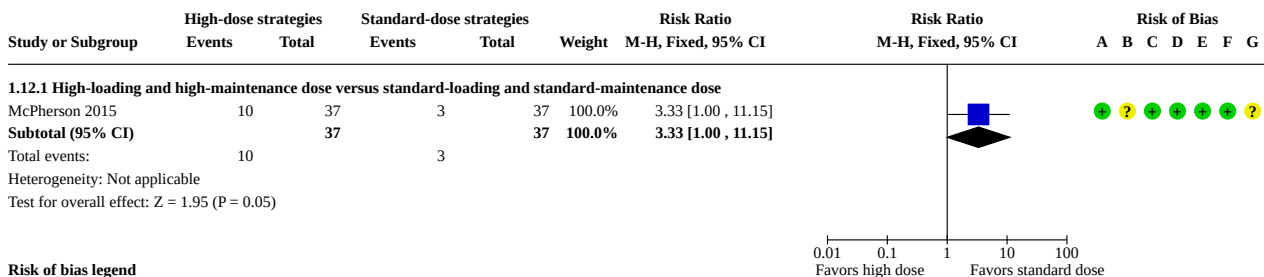 High-dose strategies Standard-dose strategies Risk Ratio Risk Ratio Risk of Bias
Study or Subgroup Events Total Events Total Weight M-H, Fixed, 95% CI M-H, Fixed, 95% CI A B C D E F G
1.12.1 High-loading and high-maintenance dose versus standard-loading and standard-maintenance dose
McPherson 2015 10 37 3 37 100.0% 3.33 [1.00 , 11.15] + ? + + + + ?
Subtotal (95% CI) 37 37 100.0% 3.33 [1.00 , 11.15]
Total events: 10 3
Heterogeneity: Not applicable
Test for overall effect: Z = 1.95 (P = 0.05)
0.01 0.1 1 10 100
Favors high dose Favors standard dose
Risk of bias legend